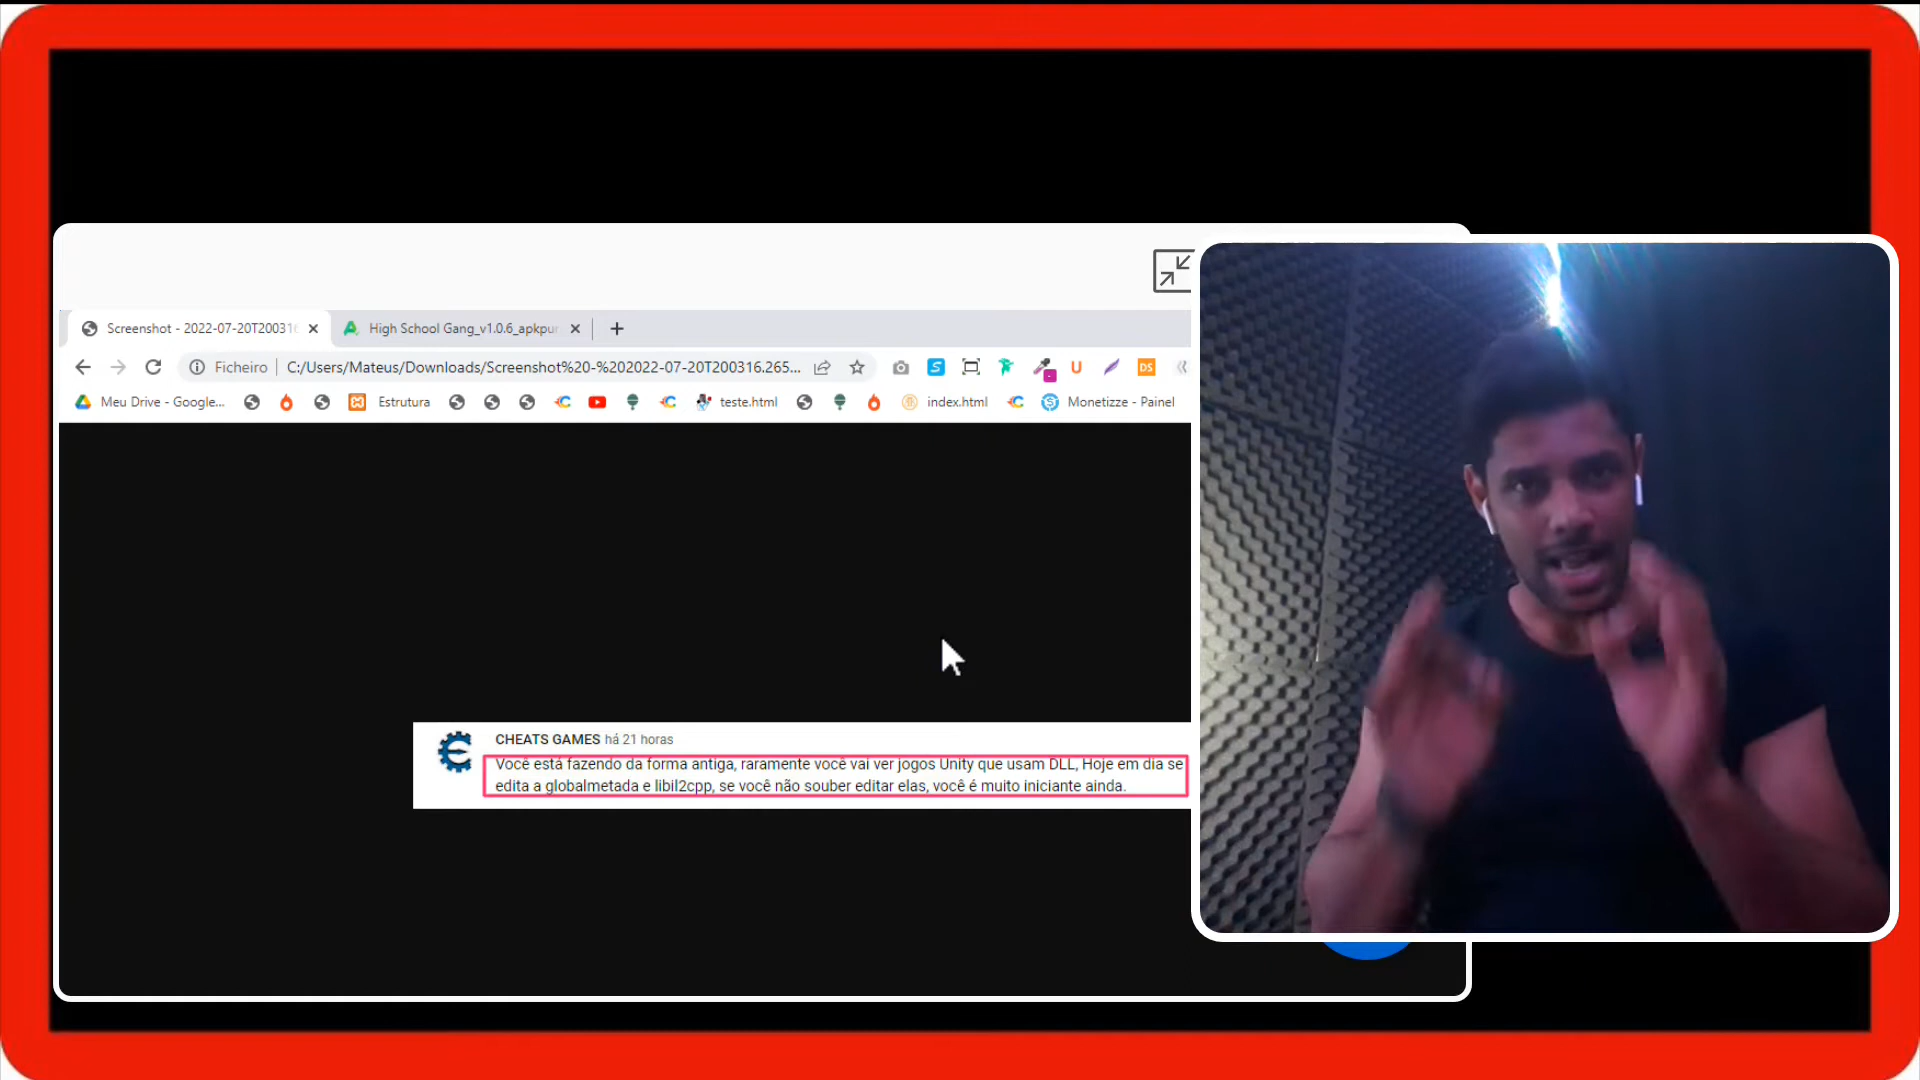 Screenshot - 2022-07-20T20031
High School Gang_v1.0.6_apkpu
Ficheiro
C:/Users/Mateus/Downloads/Screenshot%20-%202022-07-20T200316.265...
S
U
DS
Meu Drive - Google...
Estrutura
teste.html
index.html
Monetizze - Painel
CHEATS GAMES há 21 horas
Você está fazendo da forma antiga, raramente você vai ver jogos Unity que usam DLL, Hoje em dia se
edita a globalmetada e libil2cpp, se você não souber editar elas, você é muito iniciante ainda.